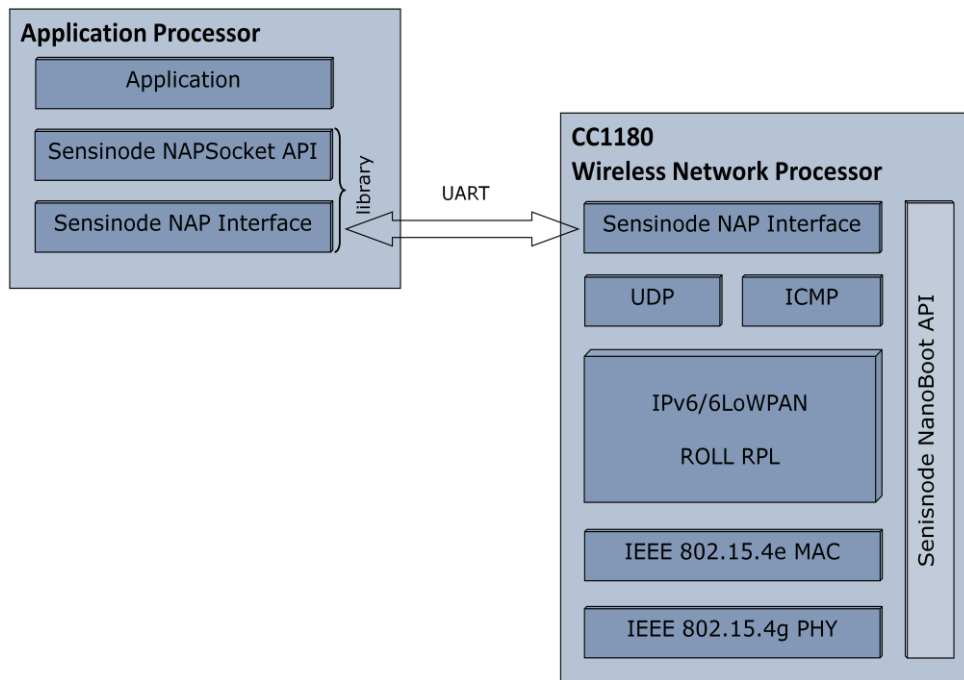 Application Processor
Application
Sensinode NAPSocket API
Sensinode NAP Interface
library
UART
CC1180
Wireless Network Processor
Sensinode NAP Interface
UDP
ICMP
IPv6/6LoWPAN
ROLL RPL
IEEE 802.15.4e MAC
IEEE 802.15.4g PHY
Senisnode NanoBoot API